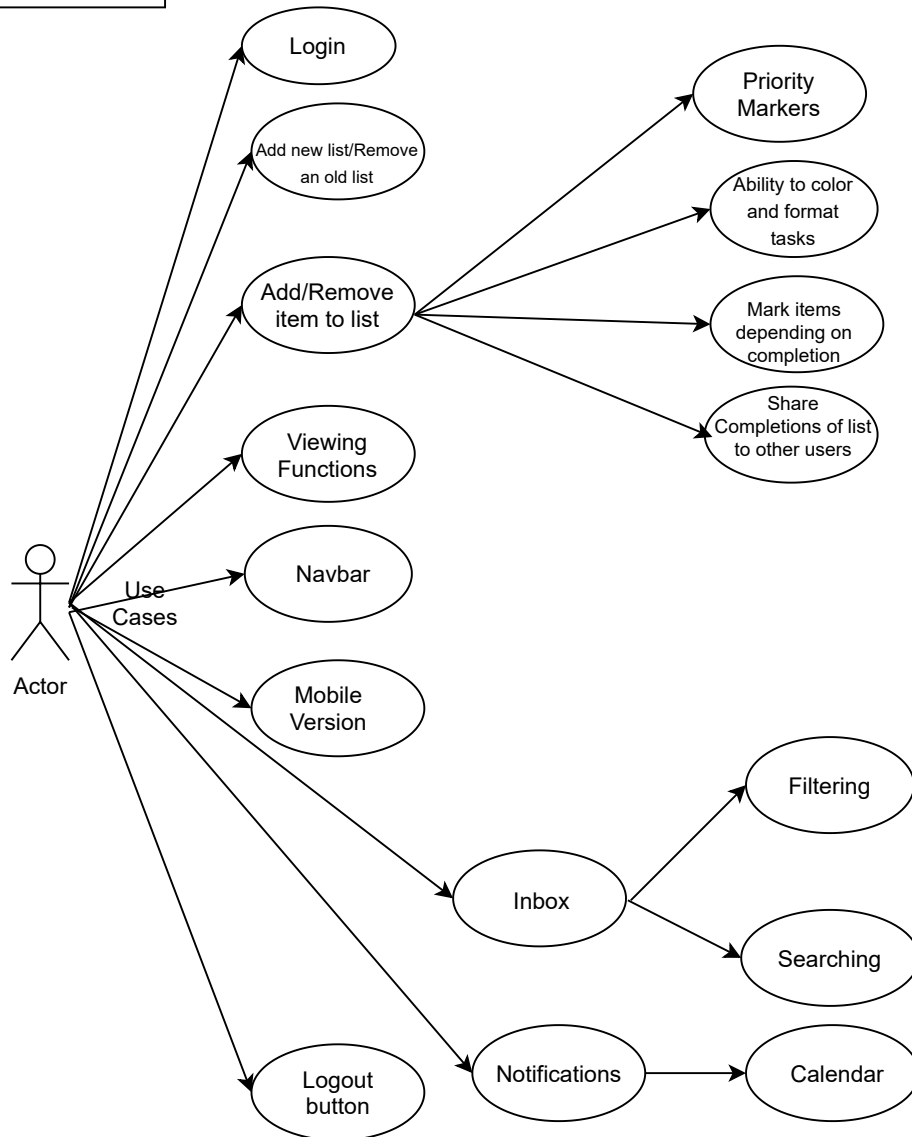 Login
Add new list/Remove
an old list
Add/Remove
item to list
Viewing
Functions
Navbar
Use
Cases
Actor
Mobile
Version
Inbox
Notifications
Logout
button
Priority
Markers
Ability to color
and format
tasks
Mark items
depending on
completion
Share
Completions of list
to other users
Filtering
Searching
Calendar